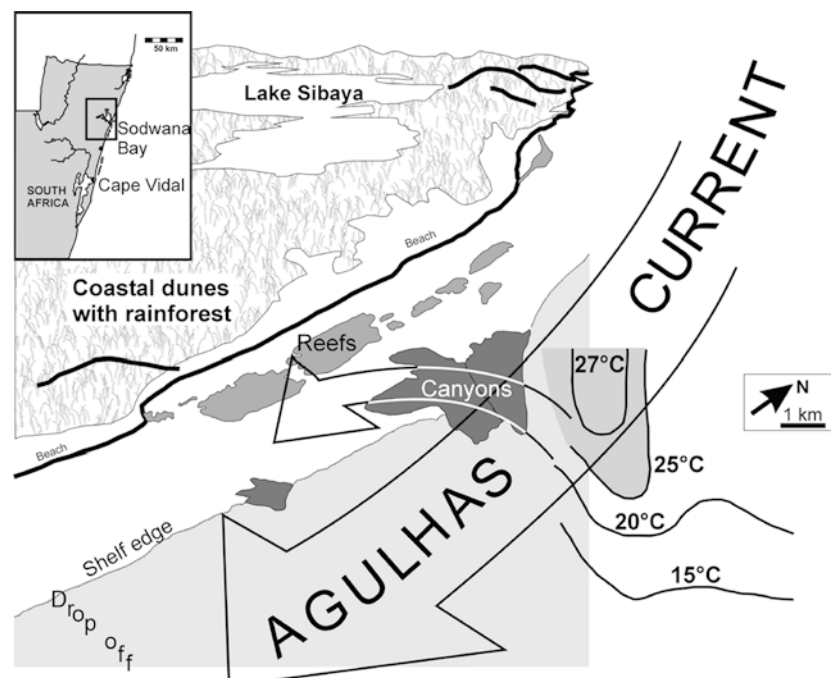 50 km
Lake Sibaya
Sodwana
Bay
Cape Vidal
SOUTH
AFRICA
Beach
Coastal dunes
with rainforest
CURRENT
Reefs
Canyons
27°C
N
1 km
25°C
20°C
15°C
Beach
Shelf edge
AGULHAS
Drop
off